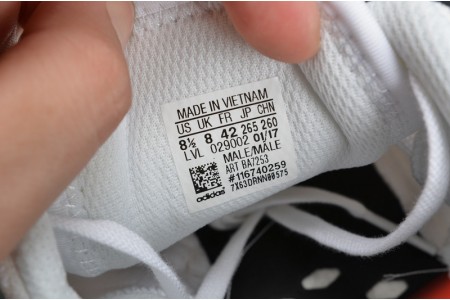 MADE IN VIETNAM
US UK FR JP CHN
8½ 8 42 265 260
LVL 029002 01/17
MALE/MALE
ART BA7253
#116740259
7X63DRNN00575
adidas